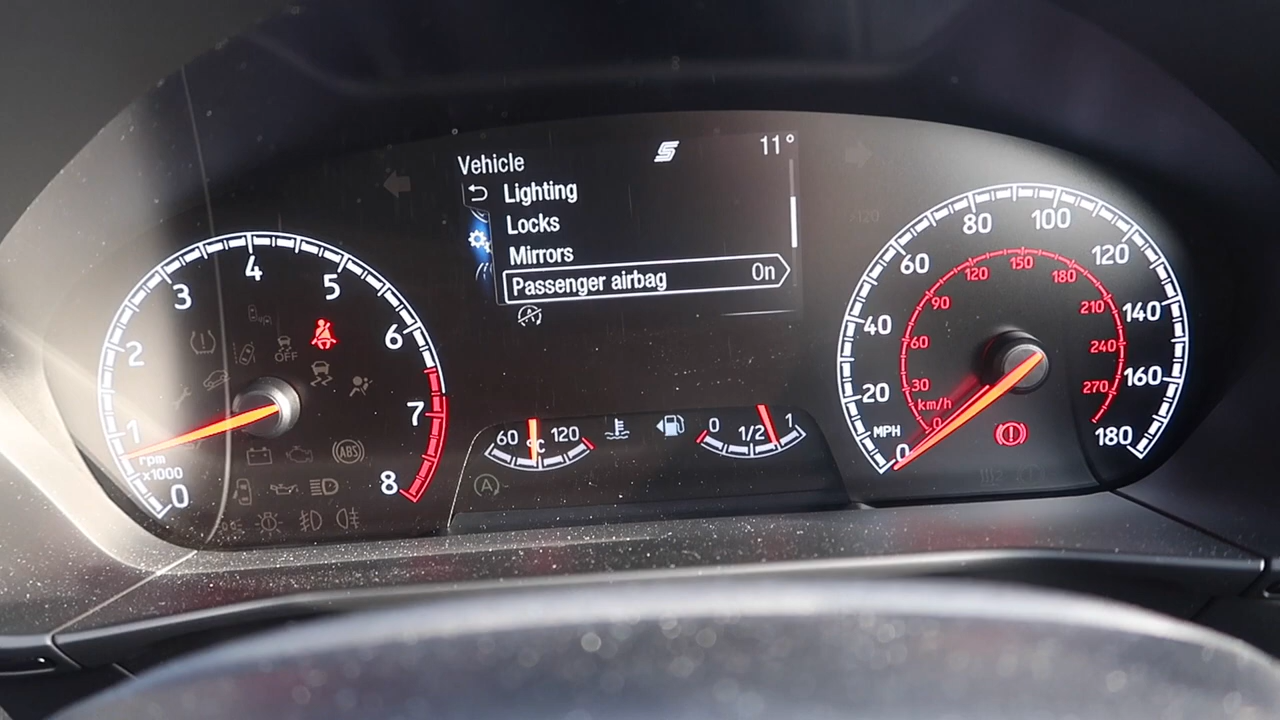 Vehicle
11°
Lighting
Locks
Mirrors
Passenger airbag On
0
1
2
3
4
5
6
7
8
rpm
x1000
OFF
ABS
60 °C 120
0 1/2 1
A
0
20
40
60
80
100
120
140
160
180
MPH
0
30
60
90
120
150
180
210
240
270
km/h